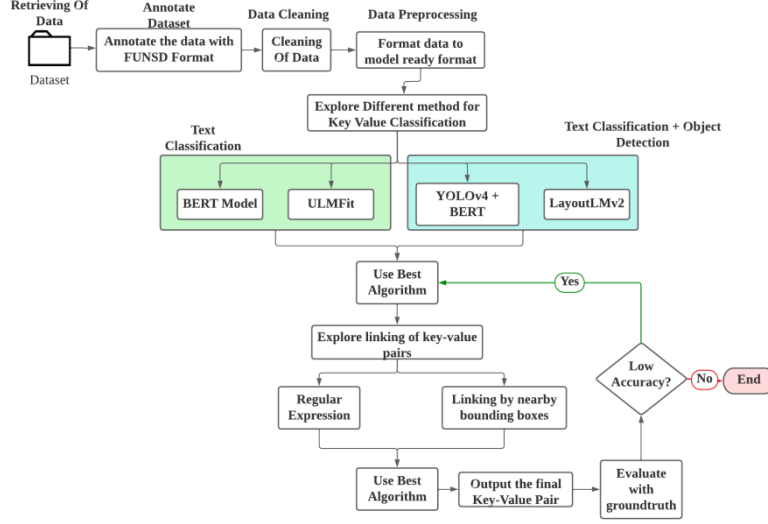 Retrieving Of
Data
Annotate
Dataset
Data Cleaning
Data Preprocessing
Dataset
Annotate the data with
FUNSD Format
Cleaning
Of Data
Format data to
model ready format
Explore Different method for
Key Value Classification
Text
Classification
Text Classification + Object
Detection
BERT Model
ULMFit
YOLOv4 +
BERT
LayoutLMv2
Use Best
Algorithm
Yes
Explore linking of key-value
pairs
Low
Accuracy?
No
End
Regular
Expression
Linking by nearby
bounding boxes
Use Best
Algorithm
Output the final
Key-Value Pair
Evaluate
with
groundtruth